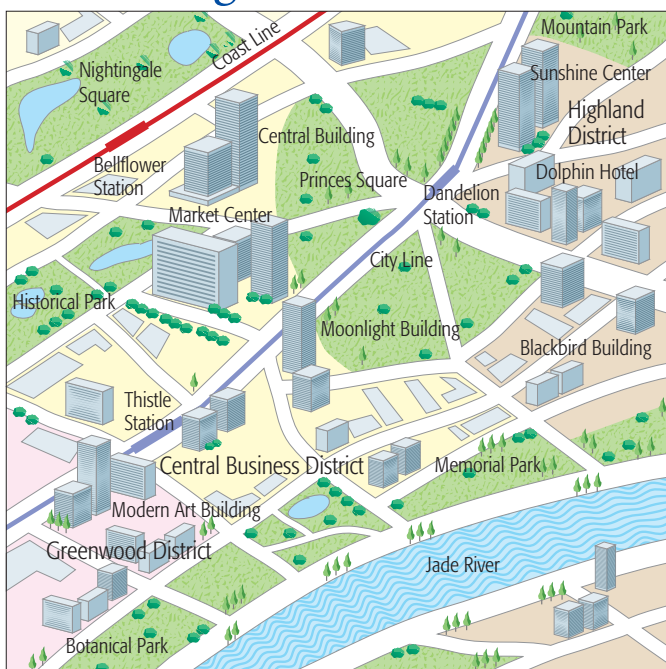 Mountain Park
Coast Line
Nightingale
Square
Sunshine Center
Highland
District
Central Building
Bellflower
Station
Princes Square
Dolphin Hotel
Dandelion
Station
Market Center
City Line
Historical Park
Moonlight Building
Blackbird Building
Thistle
Station
Central Business District
Memorial Park
Modern Art Building
Greenwood District
Jade River
Botanical Park